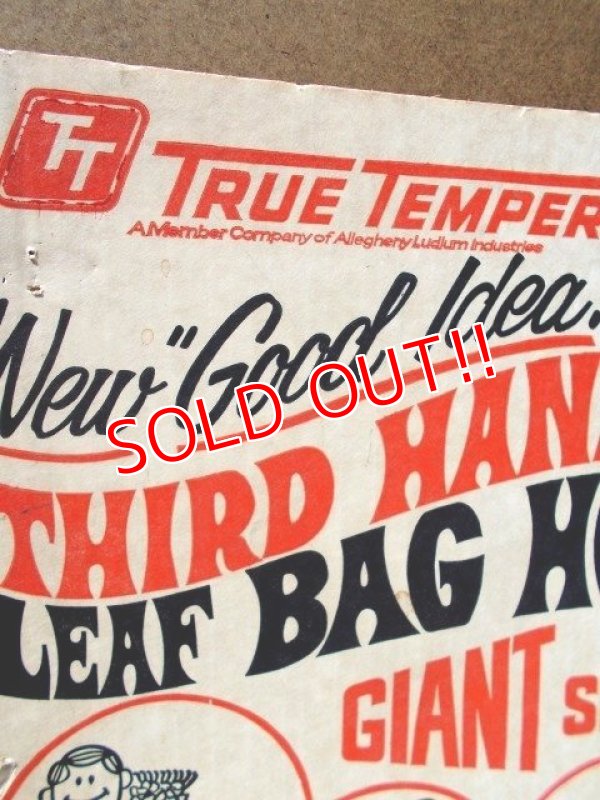 TT
TRUE TEMPER
A Member Company of Allegheny Ludlum Industries
New "Good Idea
SOLD OUT!!
THIRD HAN
LEAF BAG HO
GIANT S